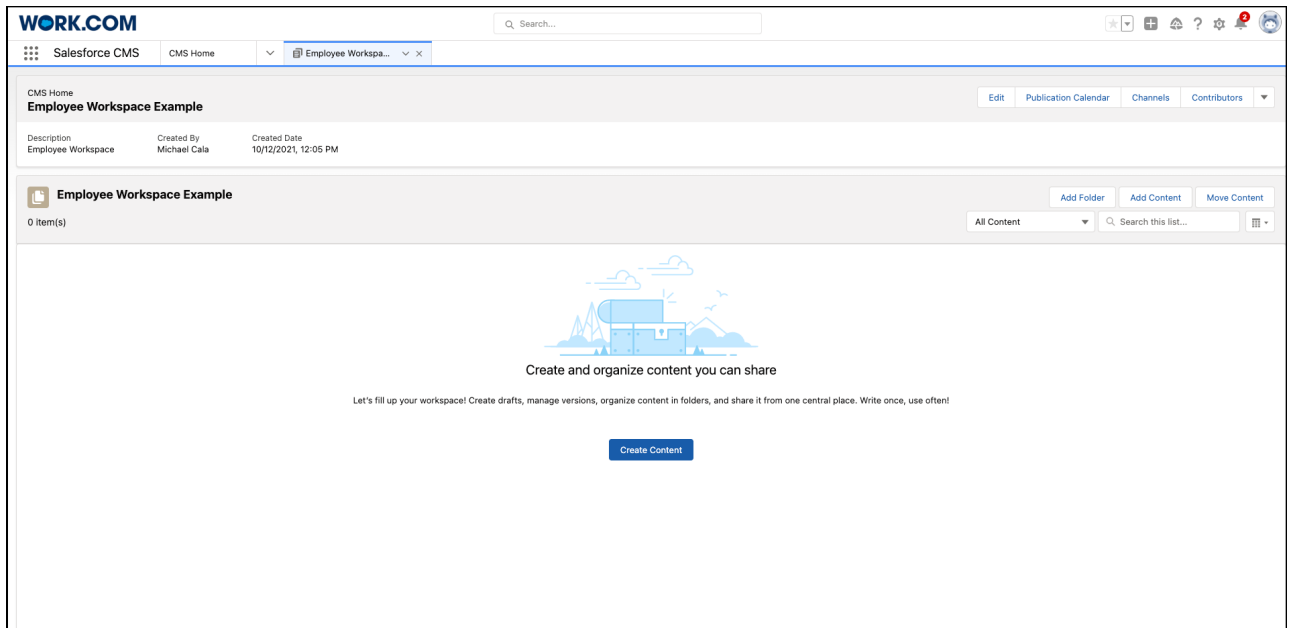 WORK.COM
Search...
2
Salesforce CMS
CMS Home
Employee Workspa...
CMS Home
Employee Workspace Example
Edit
Publication Calendar
Channels
Contributors
Description
Created By
Created Date
Employee Workspace
Michael Cala
10/12/2021, 12:05 PM
Employee Workspace Example
Add Folder
Add Content
Move Content
0 item(s)
All Content
Search this list...
Create and organize content you can share
Let's fill up your workspace! Create drafts, manage versions, organize content in folders, and share it from one central place. Write once, use often!
Create Content